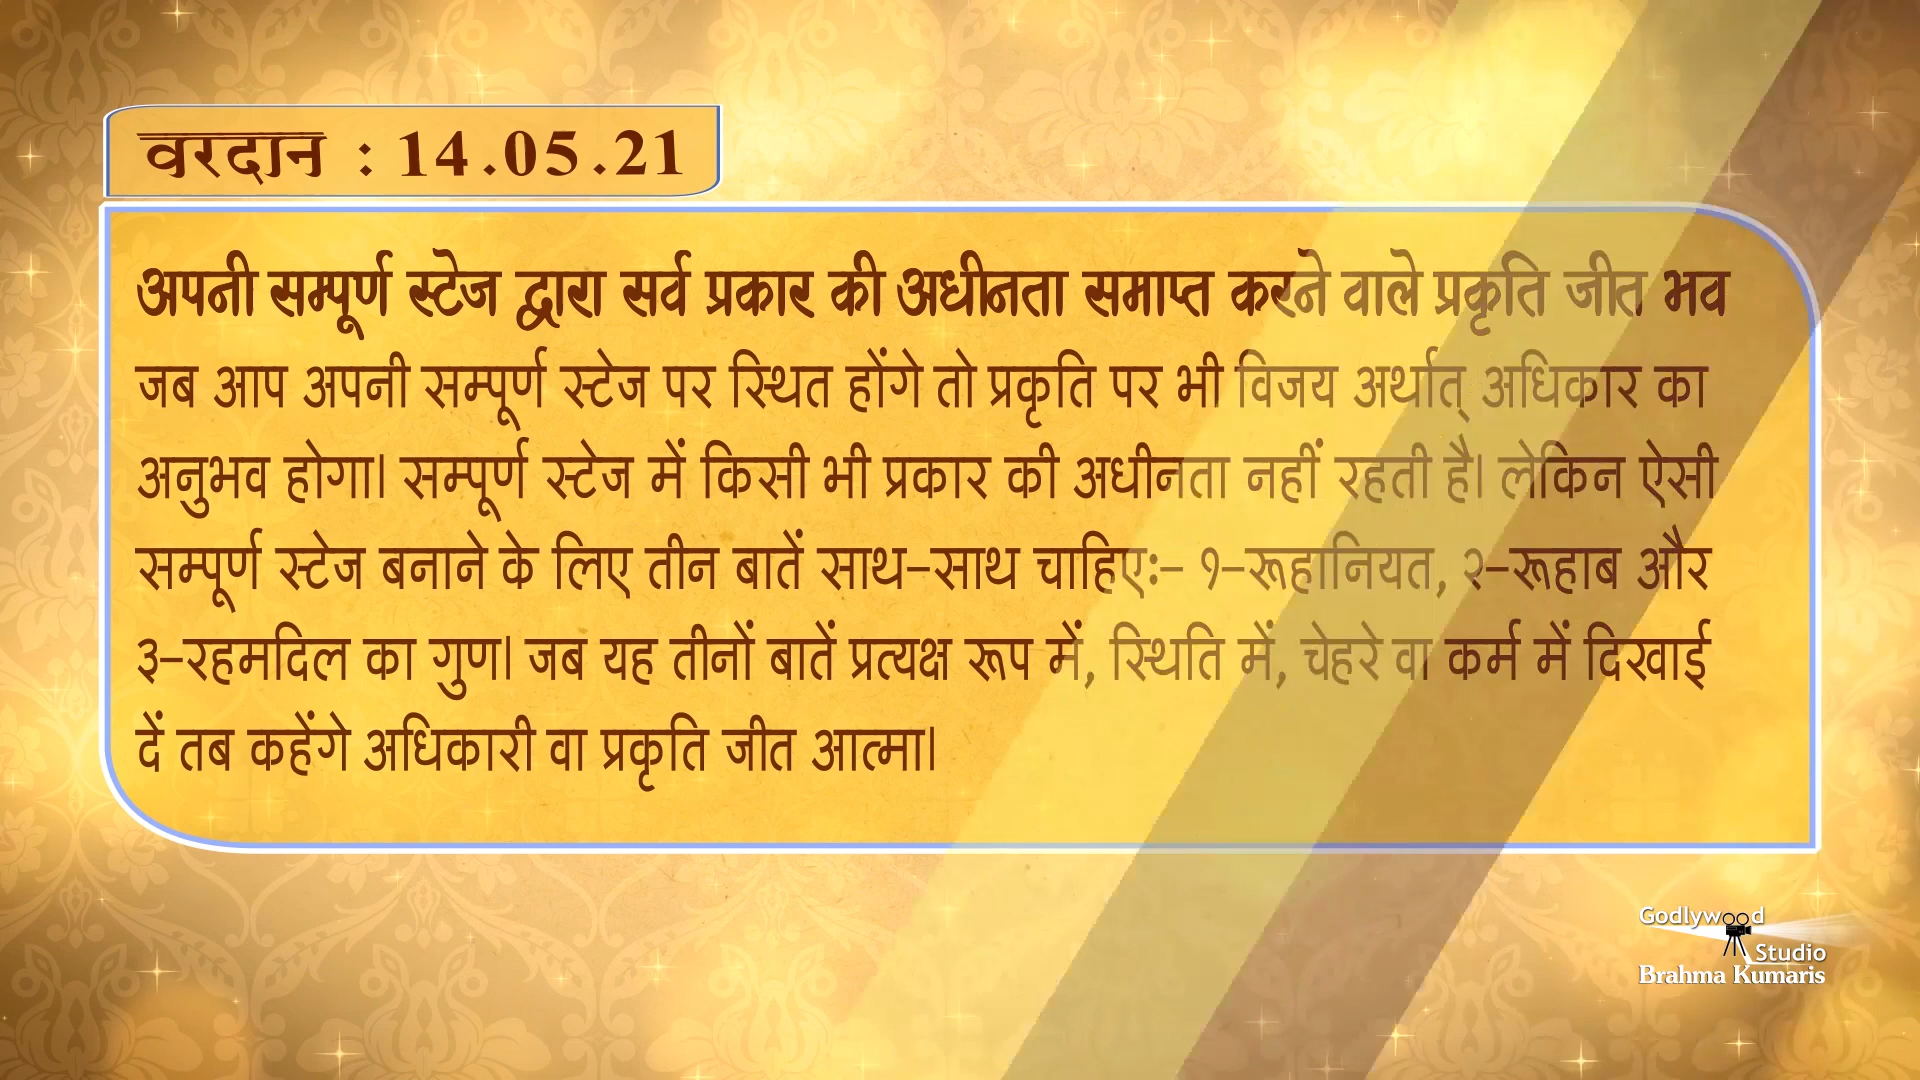 वरदान : 14.05.21
अपनी सम्पूर्ण स्टेज द्वारा सर्व प्रकार की अधीनता समाप्त करने वाले प्रकृति जीत भव
जब आप अपनी सम्पूर्ण स्टेज पर स्थित होंगे तो प्रकृति पर भी विजय अर्थात् अधिकार का
अनुभव होगा। सम्पूर्ण स्टेज में किसी भी प्रकार की अधीनता नहीं रहती है। लेकिन ऐसी
सम्पूर्ण स्टेज बनाने के लिए तीन बातें साथ-साथ चाहिएः- १-रूहानियत, २-रूहाब और
३-रहमदिल का गुण। जब यह तीनों बातें प्रत्यक्ष रूप में, स्थिति में, चेहरे वा कर्म में दिखाई
दें तब कहेंगे अधिकारी वा प्रकृति जीत आत्मा।
Godlywood
Studio
Brahma Kumaris